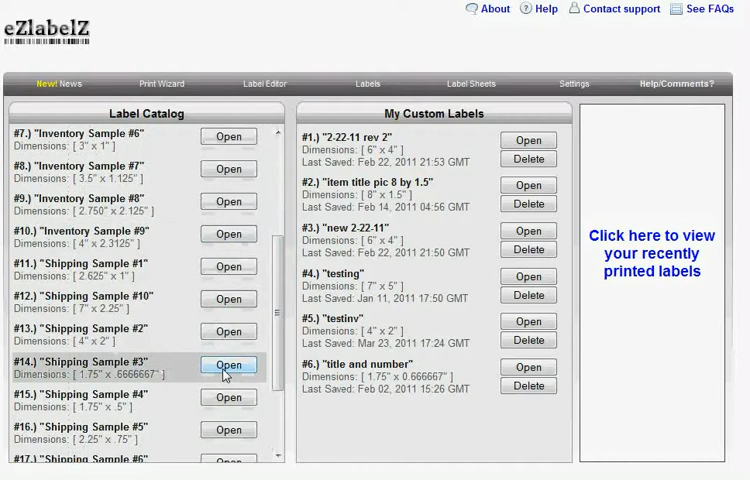 About Help Contact support See FAQs
eZlabelZ
New! News Print Wizard Label Editor Labels Label Sheets Settings Help/Comments?
Label Catalog
#7.) "Inventory Sample #6"
Dimensions: [ 3" x 1" ]
Open
#8.) "Inventory Sample #7"
Dimensions: [ 3.5" x 1.125" ]
Open
#9.) "Inventory Sample #8"
Dimensions: [ 2.750" x 2.125" ]
Open
#10.) "Inventory Sample #9"
Dimensions: [ 4" x 2.3125" ]
Open
#11.) "Shipping Sample #1"
Dimensions: [ 2.625" x 1" ]
Open
#12.) "Shipping Sample #10"
Dimensions: [ 7" x 2.25" ]
Open
#13.) "Shipping Sample #2"
Dimensions: [ 4" x 2" ]
Open
#14.) "Shipping Sample #3"
Dimensions: [ 1.75" x .6666667" ]
Open
#15.) "Shipping Sample #4"
Dimensions: [ 1.75" x .5" ]
Open
#16.) "Shipping Sample #5"
Dimensions: [ 2.25" x .75" ]
Open
#17.) "Shipping Sample #6"
Open
My Custom Labels
#1.) "2-22-11 rev 2"
Dimensions: [ 6" x 4" ]
Last Saved: Feb 22, 2011 21:53 GMT
Open
Delete
#2.) "item title pic 8 by 1.5"
Dimensions: [ 8" x 1.5" ]
Last Saved: Feb 14, 2011 04:56 GMT
Open
Delete
#3.) "new 2-22-11"
Dimensions: [ 6" x 4" ]
Last Saved: Feb 22, 2011 21:50 GMT
Open
Delete
#4.) "testing"
Dimensions: [ 7" x 5" ]
Last Saved: Jan 11, 2011 17:50 GMT
Open
Delete
#5.) "testinv"
Dimensions: [ 4" x 2" ]
Last Saved: Mar 23, 2011 17:24 GMT
Open
Delete
#6.) "title and number"
Dimensions: [ 1.75" x 0.666667" ]
Last Saved: Feb 02, 2011 15:26 GMT
Open
Delete
Click here to view
your recently
printed labels